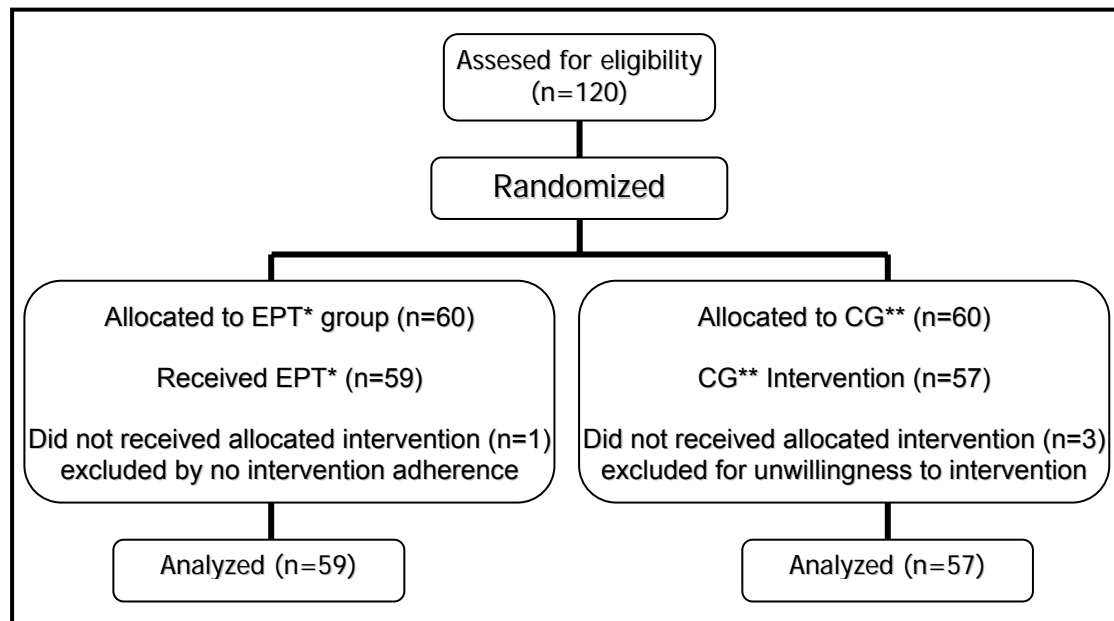 Assesed for eligibility
(n=120)
Randomized
Allocated to EPT* group (n=60)
Received EPT* (n=59)
Did not received allocated intervention (n=1)
excluded by no intervention adherence
Allocated to CG** (n=60)
CG** Intervention (n=57)
Did not received allocated intervention (n=3)
excluded for unwillingness to intervention
Analyzed (n=59)
Analyzed (n=57)